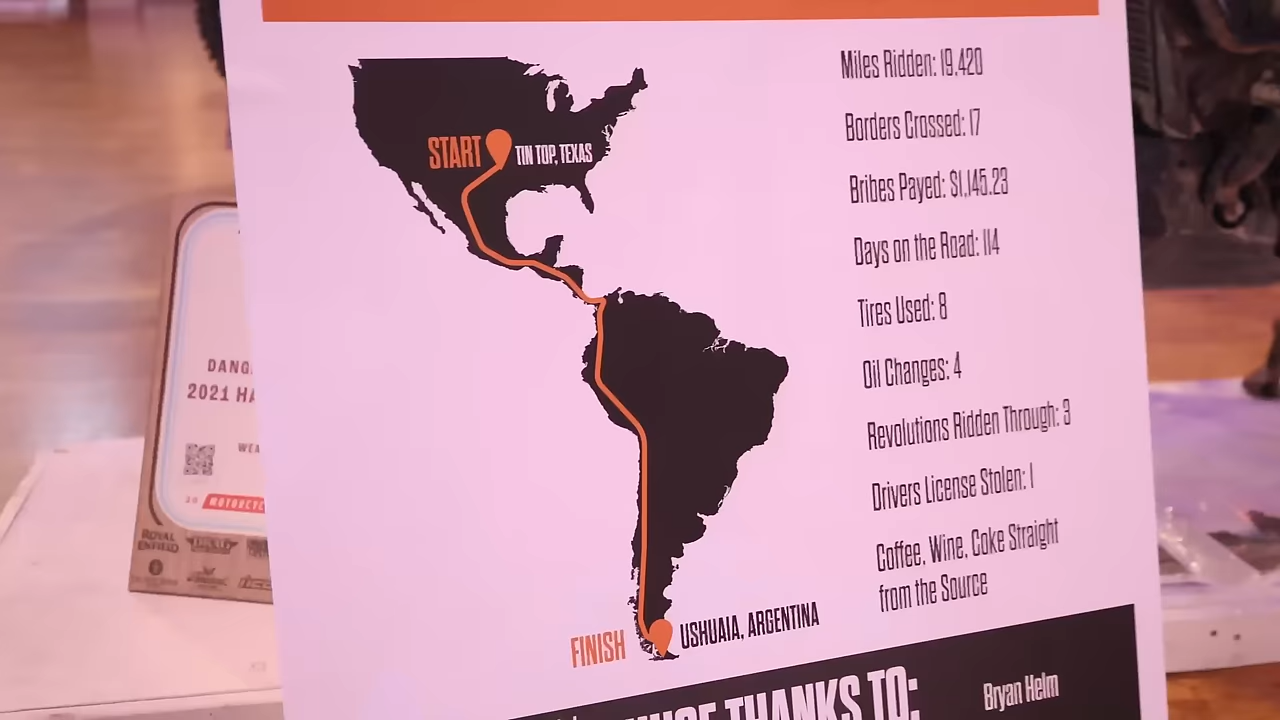 START
TIN TOP, TEXAS
FINISH
USHUAIA, ARGENTINA
Miles Ridden: 19,420
Borders Crossed: 17
Bribes Payed: $1,145.23
Days on the Road: 114
Tires Used: 8
Oil Changes: 4
Revolutions Ridden Through: 3
Drivers License Stolen: 1
Coffee, Wine, Coke Straight
from the Source
THANKS TO:
Bryan Helm
2021
ROYAL
ENFIELD